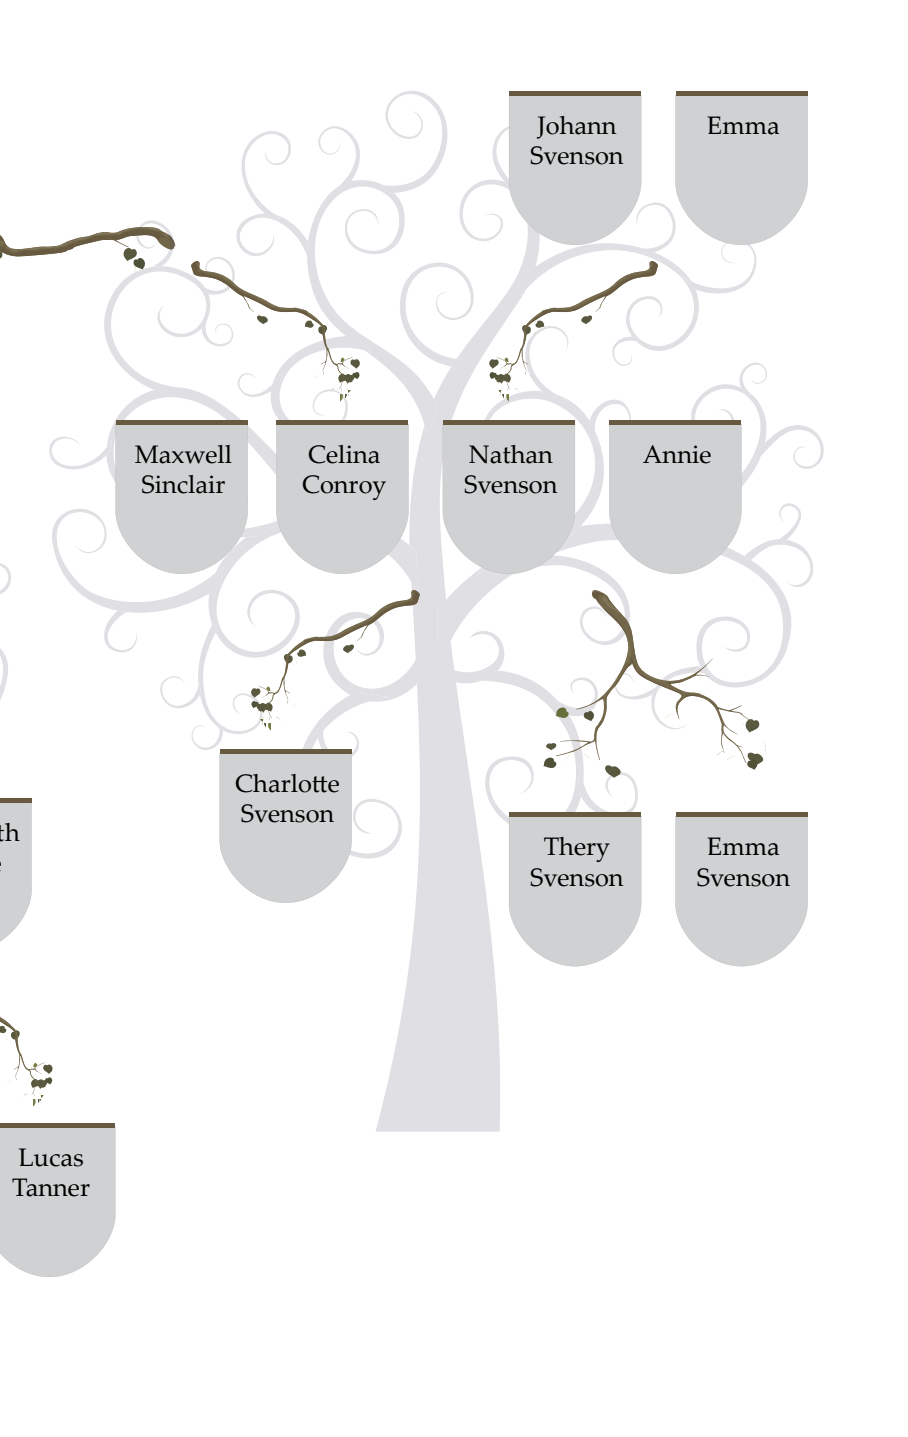 Johann
Svenson
Emma
Maxwell
Sinclair
Celina
Conroy
Nathan
Svenson
Annie
Charlotte
Svenson
Thery
Svenson
Emma
Svenson
Lucas
Tanner